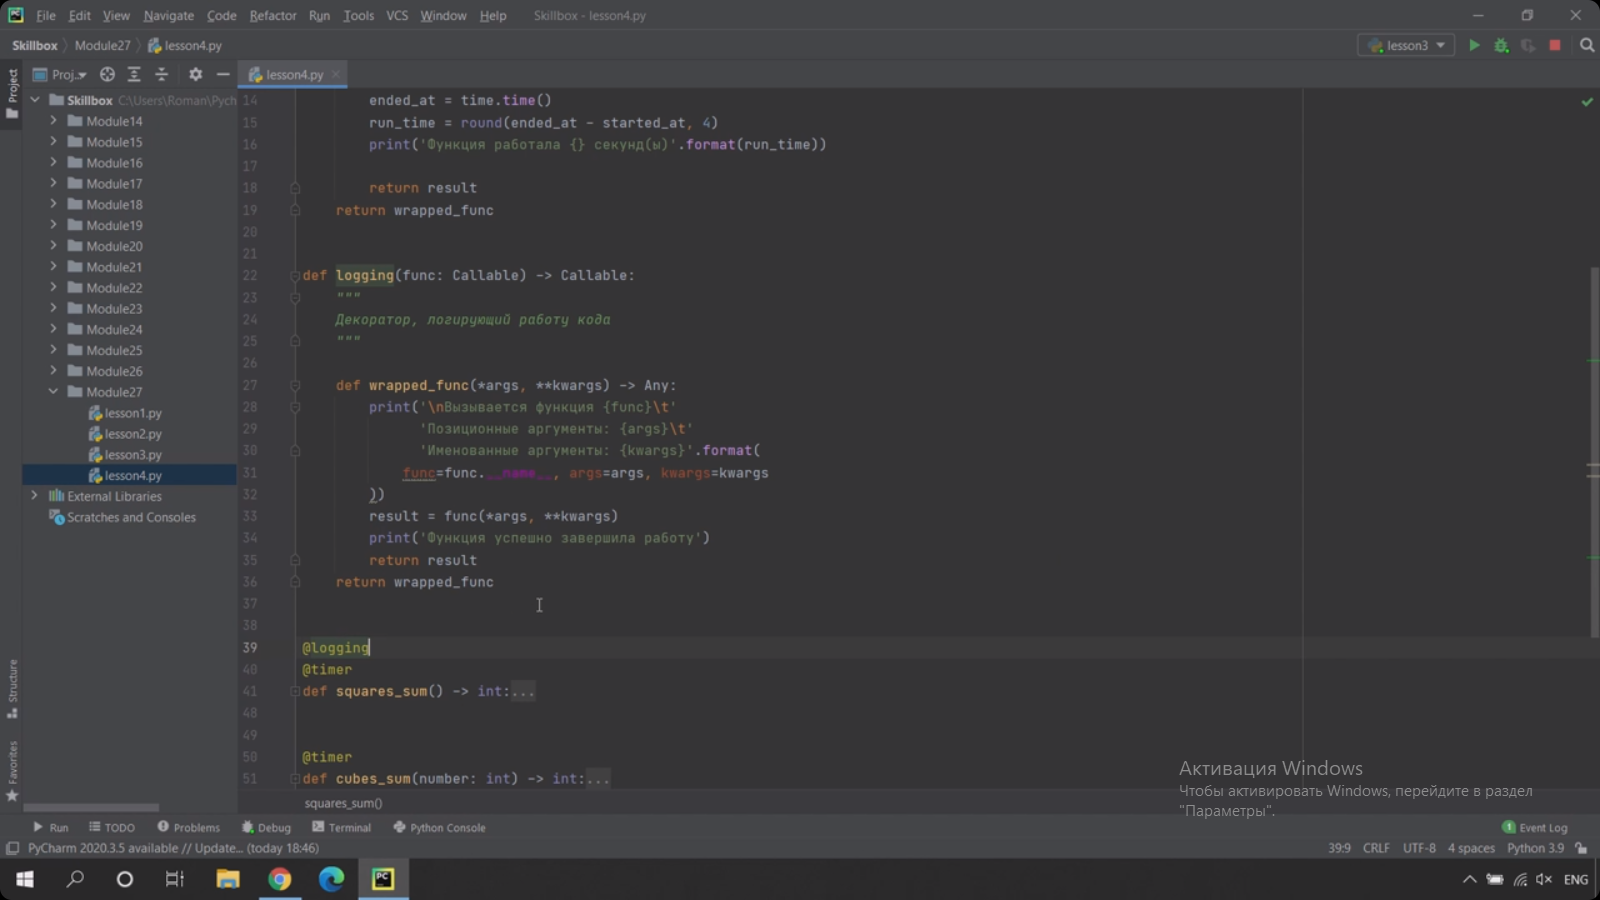 File Edit View Navigate Code Refactor Run Tools VCS Window Help Skillbox - lesson4.py
Skillbox Module27 lesson4.py lesson3
Project
Proj..
lesson4.py
Skillbox C:\Users\Roman\Pych
Module14
Module15
Module16
Module17
Module18
Module19
Module20
Module21
Module22
Module23
Module24
Module25
Module26
Module27
lesson1.py
lesson2.py
lesson3.py
lesson4.py
External Libraries
Scratches and Consoles
Structure
Favorites
14 ended_at = time.time()
15 run_time = round(ended_at - started_at, 4)
16 print('Функция работала {} секунд(ы)'.format(run_time))
17
18 return result
19 return wrapped_func
20
21
22 def logging(func: Callable) -> Callable:
23 """
24 Декоратор, логирующий работу кода
25 """
26
27 def wrapped_func(*args, **kwargs) -> Any:
28 print('\nВызывается функция {func}\t'
29 'Позиционные аргументы: {args}\t'
30 'Именованные аргументы: {kwargs}'.format(
31 func=func.__name__, args=args, kwargs=kwargs
32 ))
33 result = func(*args, **kwargs)
34 print('Функция успешно завершила работу')
35 return result
36 return wrapped_func
37
38
39 @logging
40 @timer
41 def squares_sum() -> int:...
48
49
50 @timer
51 def cubes_sum(number: int) -> int:...
squares_sum()
Активация Windows
Чтобы активировать Windows, перейдите в раздел
"Параметры".
Run TODO Problems Debug Terminal Python Console 1 Event Log
PyCharm 2020.3.5 available // Update... (today 18:46) 39:9 CRLF UTF-8 4 spaces Python 3.9
PC ENG